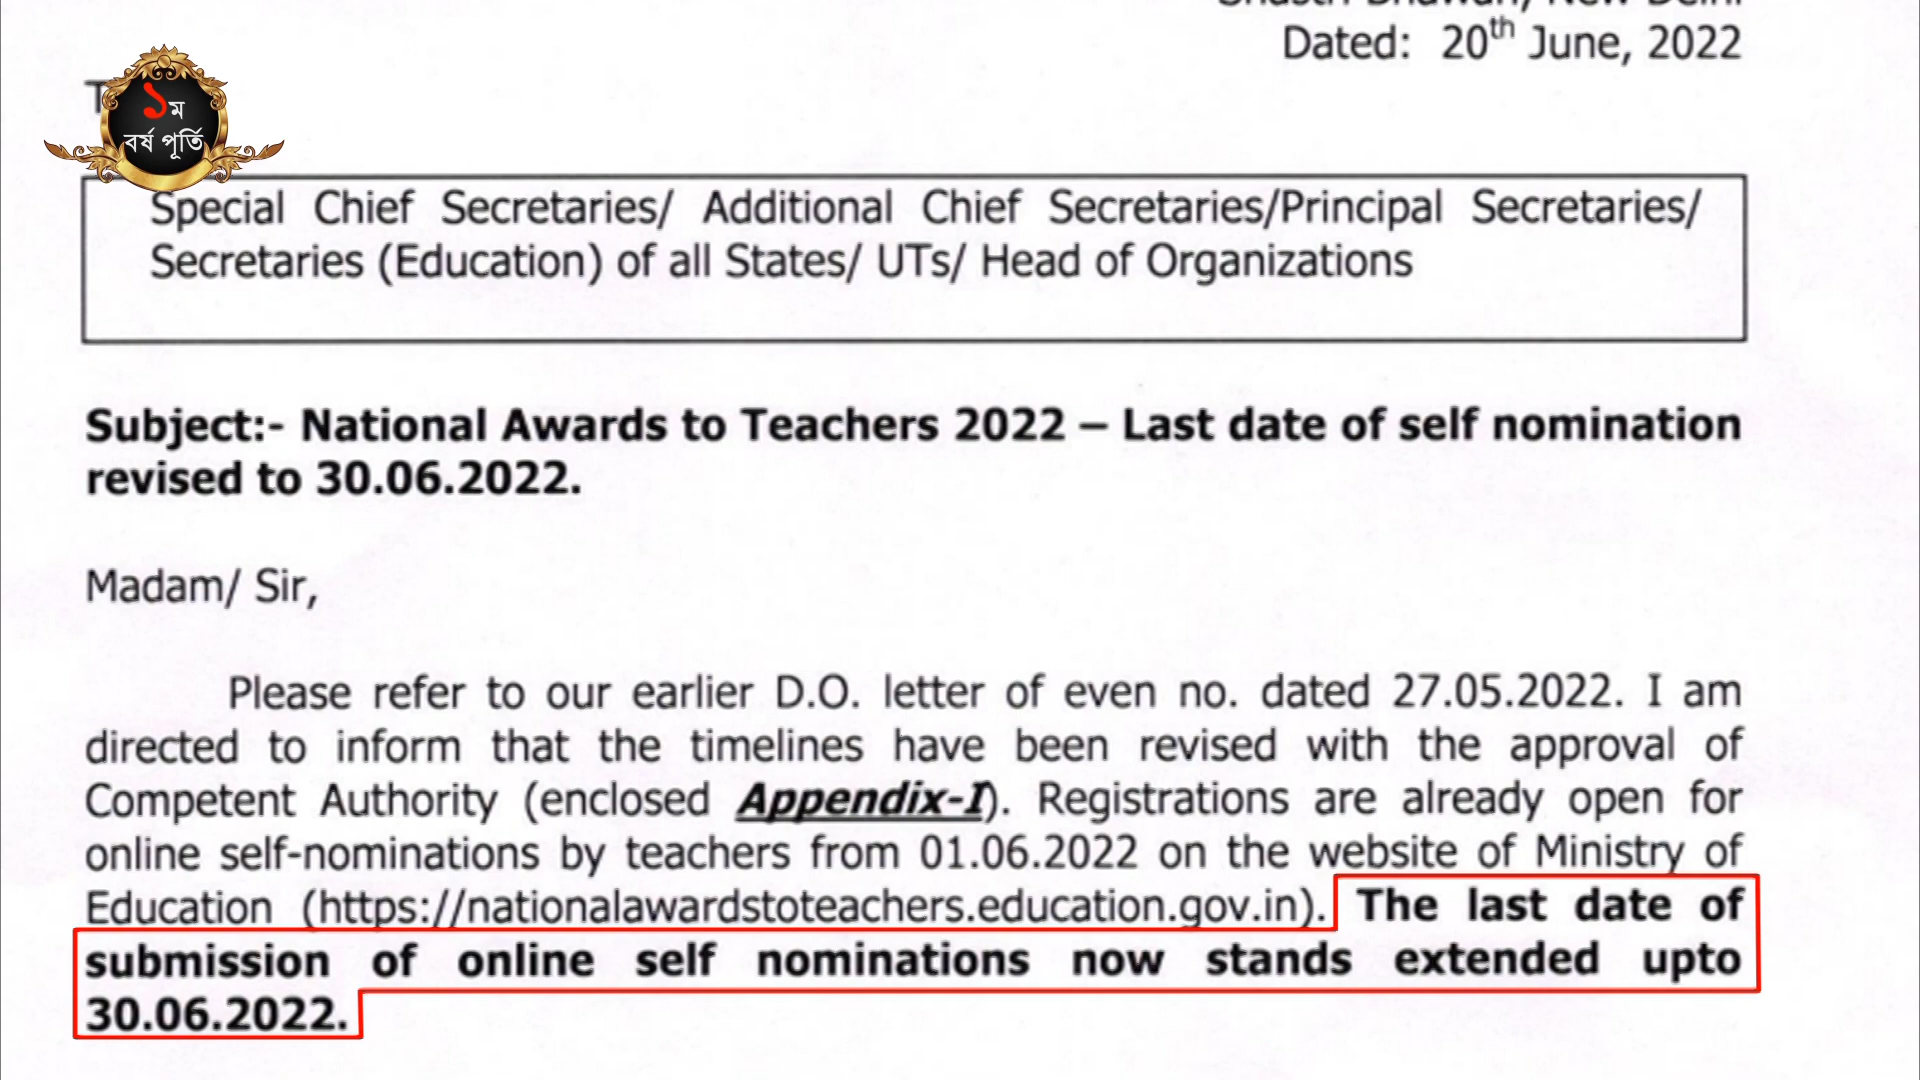 Shastri Bhawan, New Delhi
Dated: 20th June, 2022
১ম
বর্ষ পূর্তি
Special Chief Secretaries/ Additional Chief Secretaries/Principal Secretaries/
Secretaries (Education) of all States/ UTs/ Head of Organizations
Subject:- National Awards to Teachers 2022 – Last date of self nomination
revised to 30.06.2022.
Madam/ Sir,
Please refer to our earlier D.O. letter of even no. dated 27.05.2022. I am
directed to inform that the timelines have been revised with the approval of
Competent Authority (enclosed Appendix-I). Registrations are already open for
online self-nominations by teachers from 01.06.2022 on the website of Ministry of
Education (https://nationalawardstoteachers.education.gov.in). The last date of
submission of online self nominations now stands extended upto
30.06.2022.